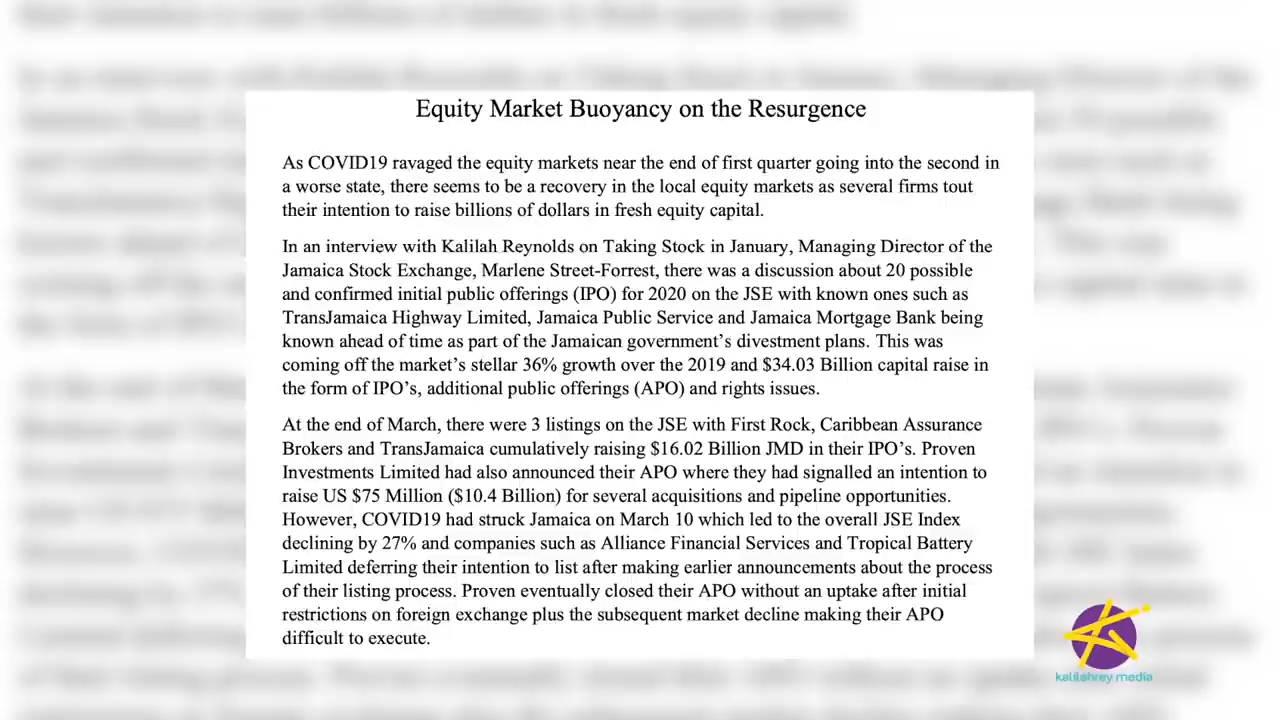 Equity Market Buoyancy on the Resurgence
As COVID19 ravaged the equity markets near the end of first quarter going into the second in
a worse state, there seems to be a recovery in the local equity markets as several firms tout
their intention to raise billions of dollars in fresh equity capital.
In an interview with Kalilah Reynolds on Taking Stock in January, Managing Director of the
Jamaica Stock Exchange, Marlene Street-Forrest, there was a discussion about 20 possible
and confirmed initial public offerings (IPO) for 2020 on the JSE with known ones such as
TransJamaica Highway Limited, Jamaica Public Service and Jamaica Mortgage Bank being
known ahead of time as part of the Jamaican government's divestment plans. This was
coming off the market's stellar 36% growth over the 2019 and $34.03 Billion capital raise in
the form of IPO's, additional public offerings (APO) and rights issues.
At the end of March, there were 3 listings on the JSE with First Rock, Caribbean Assurance
Brokers and TransJamaica cumulatively raising $16.02 Billion JMD in their IPO's. Proven
Investments Limited had also announced their APO where they had signalled an intention to
raise US $75 Million ($10.4 Billion) for several acquisitions and pipeline opportunities.
However, COVID19 had struck Jamaica on March 10 which led to the overall JSE Index
declining by 27% and companies such as Alliance Financial Services and Tropical Battery
Limited deferring their intention to list after making earlier announcements about the process
of their listing process. Proven eventually closed their APO without an uptake after initial
restrictions on foreign exchange plus the subsequent market decline making their APO
difficult to execute.
kalilahrey media